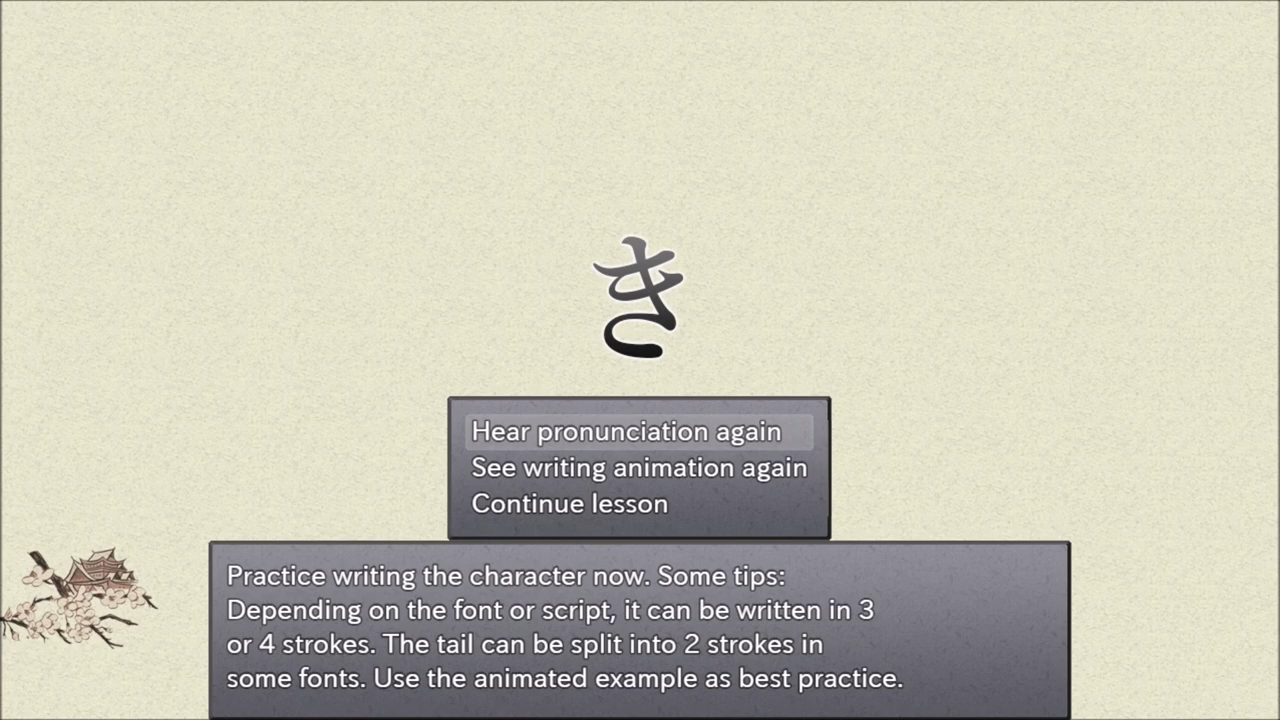 き
Hear pronunciation again
See writing animation again
Continue lesson
Practice writing the character now. Some tips:
Depending on the font or script, it can be written in 3
or 4 strokes. The tail can be split into 2 strokes in
some fonts. Use the animated example as best practice.